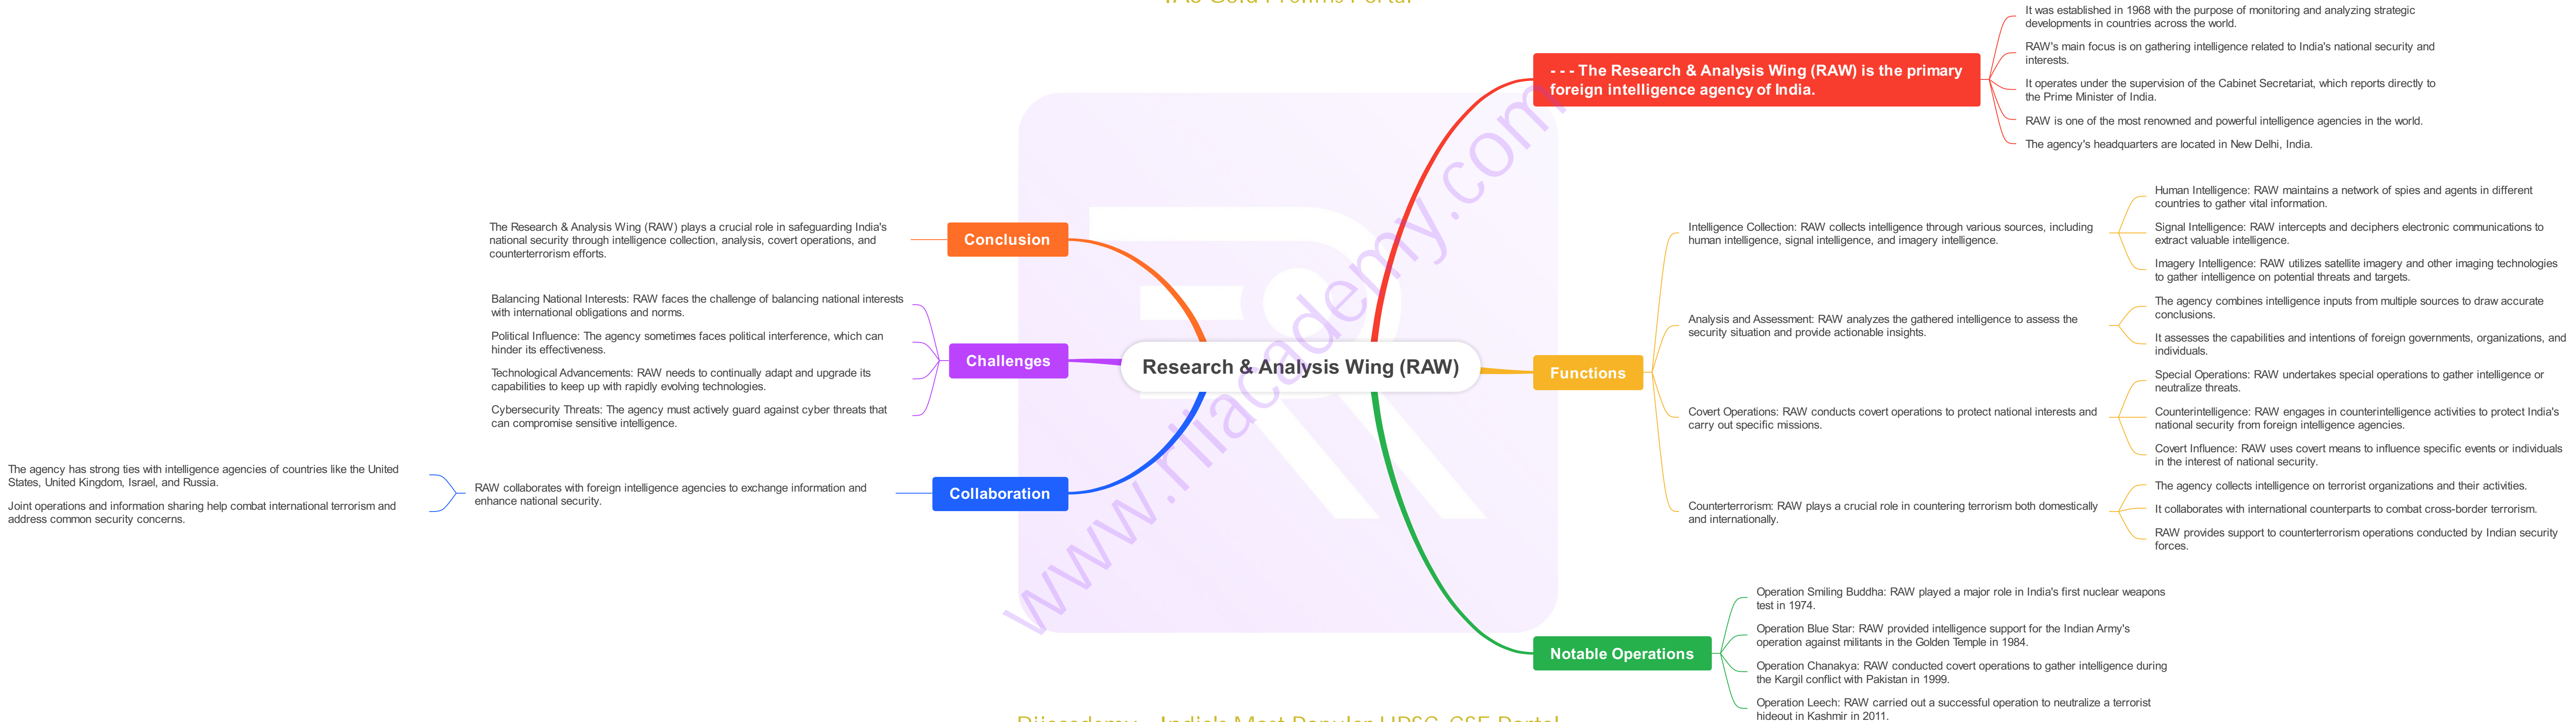 Research & Analysis Wing (RAW)
- - - The Research & Analysis Wing (RAW) is the primary
foreign intelligence agency of India.
It was established in 1968 with the purpose of monitoring and analyzing strategic
developments in countries across the world.
RAW's main focus is on gathering intelligence related to India's national security and
interests.
It operates under the supervision of the Cabinet Secretariat, which reports directly to
the Prime Minister of India.
RAW is one of the most renowned and powerful intelligence agencies in the world.
The agency's headquarters are located in New Delhi, India.
Functions
Intelligence Collection: RAW collects intelligence through various sources, including
human intelligence, signal intelligence, and imagery intelligence.
Human Intelligence: RAW maintains a network of spies and agents in different
countries to gather vital information.
Signal Intelligence: RAW intercepts and deciphers electronic communications to
extract valuable intelligence.
Imagery Intelligence: RAW utilizes satellite imagery and other imaging technologies
to gather intelligence on potential threats and targets.
Analysis and Assessment: RAW analyzes the gathered intelligence to assess the
security situation and provide actionable insights.
The agency combines intelligence inputs from multiple sources to draw accurate
conclusions.
It assesses the capabilities and intentions of foreign governments, organizations, and
individuals.
Covert Operations: RAW conducts covert operations to protect national interests and
carry out specific missions.
Special Operations: RAW undertakes special operations to gather intelligence or
neutralize threats.
Counterintelligence: RAW engages in counterintelligence activities to protect India's
national security from foreign intelligence agencies.
Covert Influence: RAW uses covert means to influence specific events or individuals
in the interest of national security.
Counterterrorism: RAW plays a crucial role in countering terrorism both domestically
and internationally.
The agency collects intelligence on terrorist organizations and their activities.
It collaborates with international counterparts to combat cross-border terrorism.
RAW provides support to counterterrorism operations conducted by Indian security
forces.
Notable Operations
Operation Smiling Buddha: RAW played a major role in India's first nuclear weapons
test in 1974.
Operation Blue Star: RAW provided intelligence support for the Indian Army's
operation against militants in the Golden Temple in 1984.
Operation Chanakya: RAW conducted covert operations to gather intelligence during
the Kargil conflict with Pakistan in 1999.
Operation Leech: RAW carried out a successful operation to neutralize a terrorist
hideout in Kashmir in 2011.
Conclusion
The Research & Analysis Wing (RAW) plays a crucial role in safeguarding India's
national security through intelligence collection, analysis, covert operations, and
counterterrorism efforts.
Challenges
Balancing National Interests: RAW faces the challenge of balancing national interests
with international obligations and norms.
Political Influence: The agency sometimes faces political interference, which can
hinder its effectiveness.
Technological Advancements: RAW needs to continually adapt and upgrade its
capabilities to keep up with rapidly evolving technologies.
Cybersecurity Threats: The agency must actively guard against cyber threats that
can compromise sensitive intelligence.
Collaboration
RAW collaborates with foreign intelligence agencies to exchange information and
enhance national security.
The agency has strong ties with intelligence agencies of countries like the United
States, United Kingdom, Israel, and Russia.
Joint operations and information sharing help combat international terrorism and
address common security concerns.